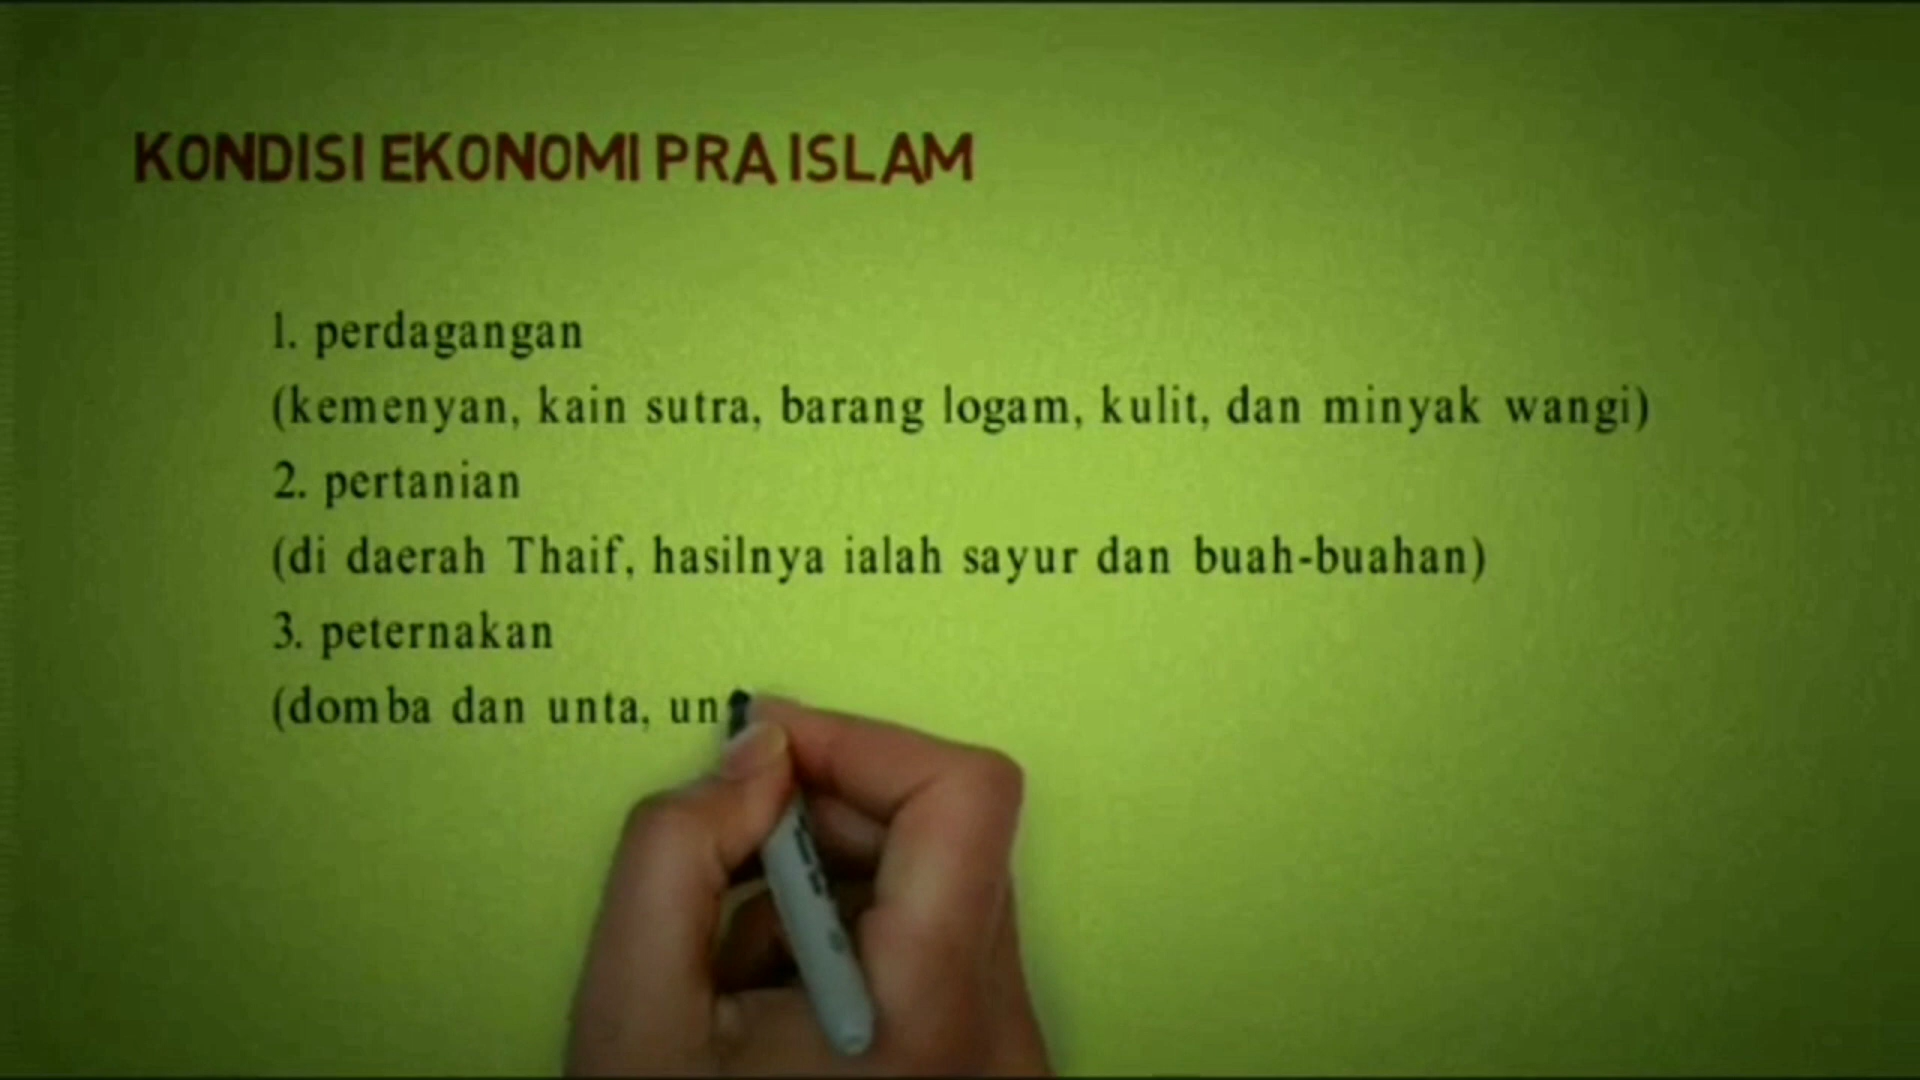 KONDISI EKONOMI PRA ISLAM
1. perdagangan
(kemenyan, kain sutra, barang logam, kulit, dan minyak wangi)
2. pertanian
(di daerah Thaif, hasilnya ialah sayur dan buah-buahan)
3. peternakan
(domba dan unta, un